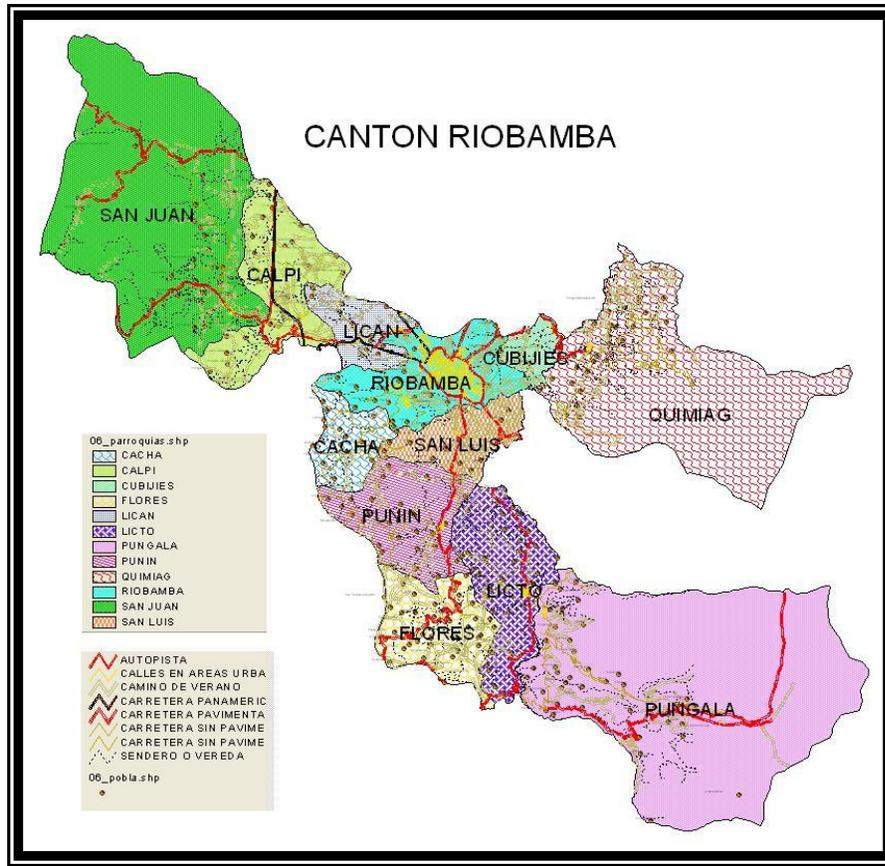 CANTON RIOBAMBA
SAN JUAN
CALPI
LICAN
CUBIJIES
RIOBAMBA
QUIMIAG
CACHA
SAN LUIS
PUNIN
LICTO
FLORES
PUNGALA
06_parroquias.shp
CACHA
CALPI
CUBIJIES
FLORES
LICAN
LICTO
PUNGALA
PUNIN
QUIMIAG
RIOBAMBA
SAN JUAN
SAN LUIS
AUTOPISTA
CALLES EN AREAS URBA
CAMINO DE VERANO
CARRETERA PANAMERIC
CARRETERA PAVIMENTA
CARRETERA SIN PAVIME
CARRETERA SIN PAVIME
SENDERO O VEREDA
06_pobla.shp